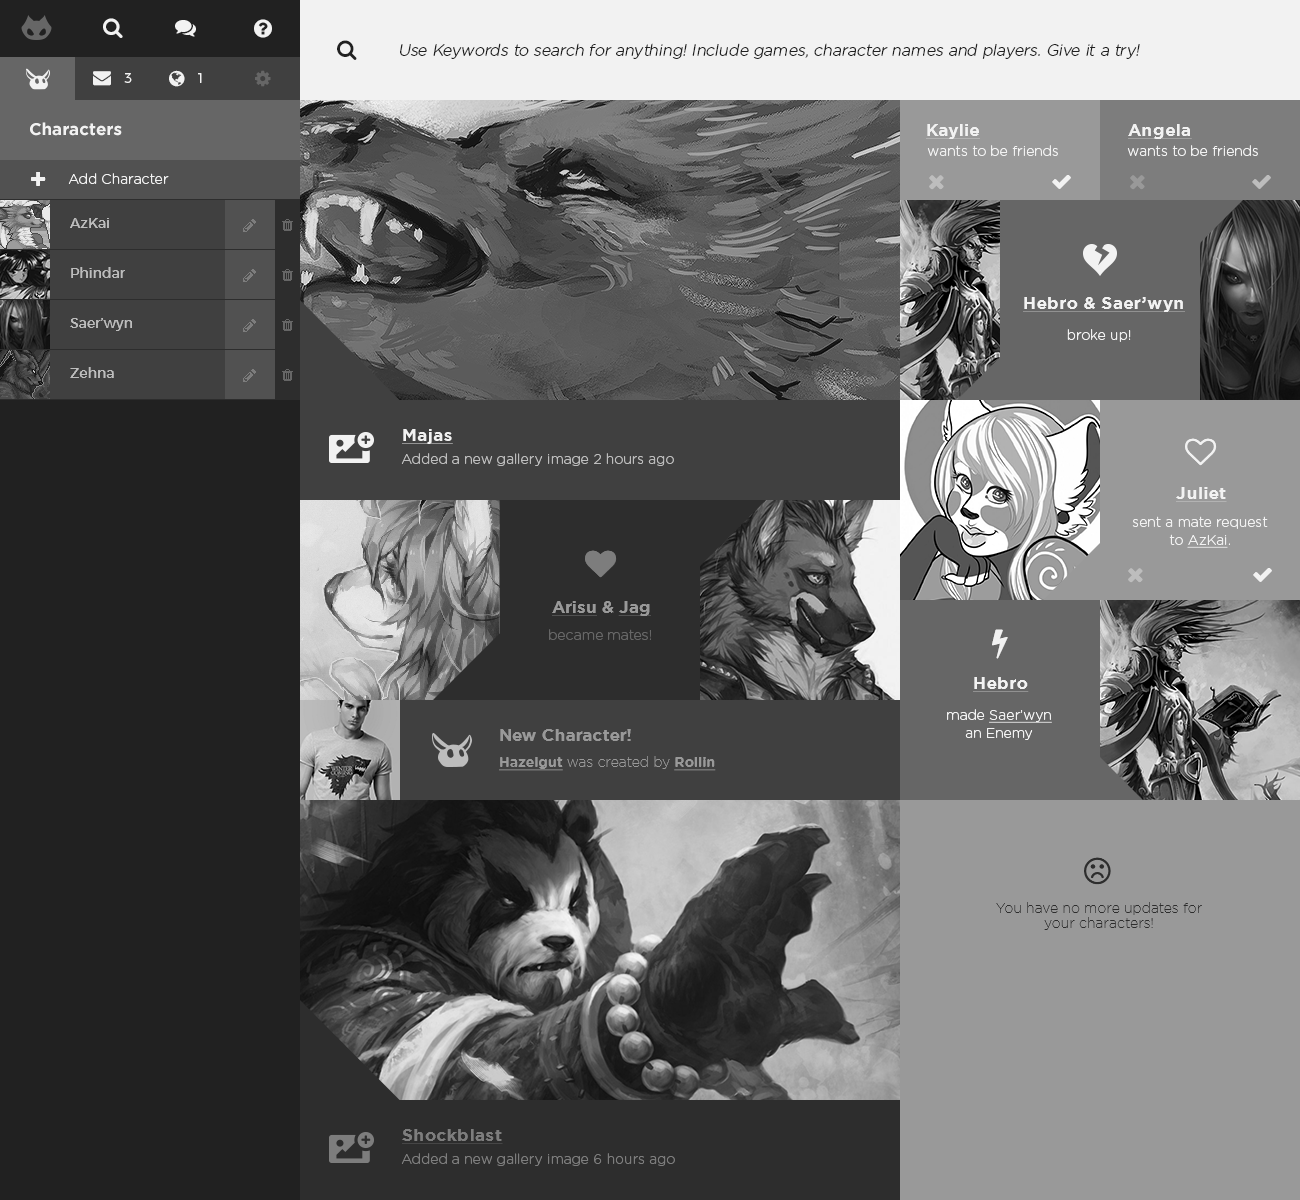 Use Keywords to search for anything! Include games, character names and players. Give it a try!
3
1
Characters
Add Character
AzKai
Phindar
Saer'wyn
Zehna
Majas
Added a new gallery image 2 hours ago
Arisu & Jag
became mates!
New Character!
Hazelgut was created by Rollin
Shockblast
Added a new gallery image 6 hours ago
Kaylie
wants to be friends
Angela
wants to be friends
Hebro & Saer’wyn
broke up!
Juliet
sent a mate request
to AzKai.
Hebro
made Saer'wyn
an Enemy
You have no more updates for
your characters!